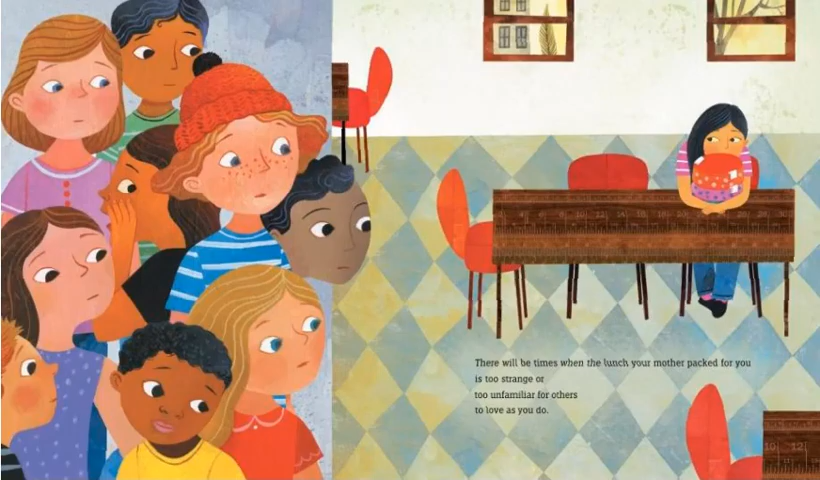 There will be times when the lunch your mother packed for you
is too strange or
too unfamiliar for others
to love as you do.